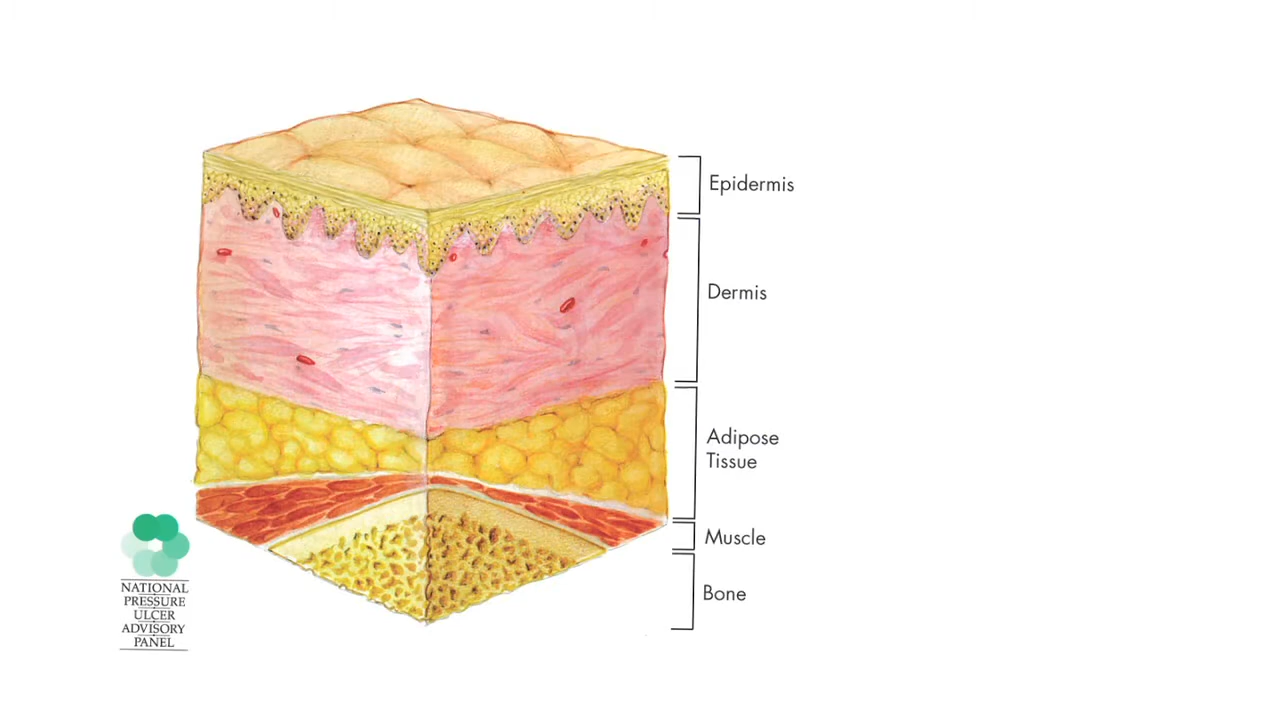 Epidermis
Dermis
Adipose
Tissue
Muscle
Bone
NATIONAL
PRESSURE
ULCER
ADVISORY
PANEL